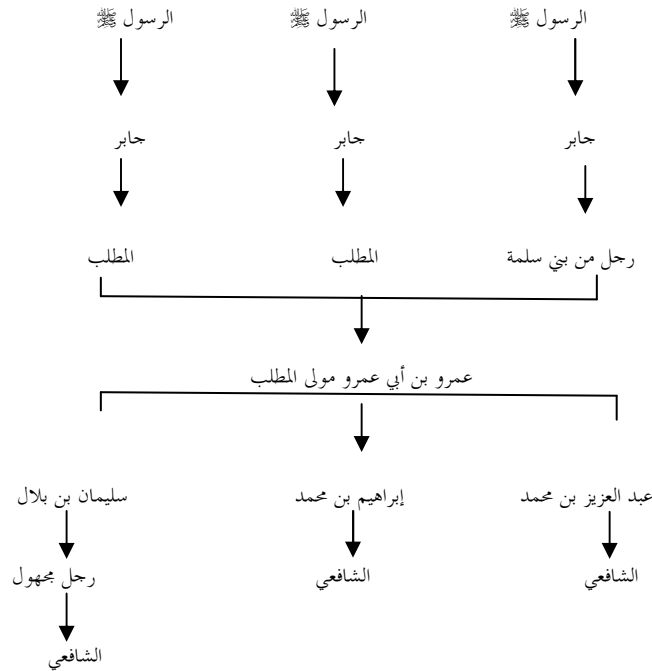 الرسول ﷺ الرسول ﷺ الرسول ﷺ
جابر جابر جابر
رجل من بني سلمة المطلب المطلب
عمرو بن أبي عمرو مولى المطلب
عبد العزيز بن محمد إبراهيم بن محمد سليمان بن بلال
الشافعي الشافعي رجل مجهول
الشافعي